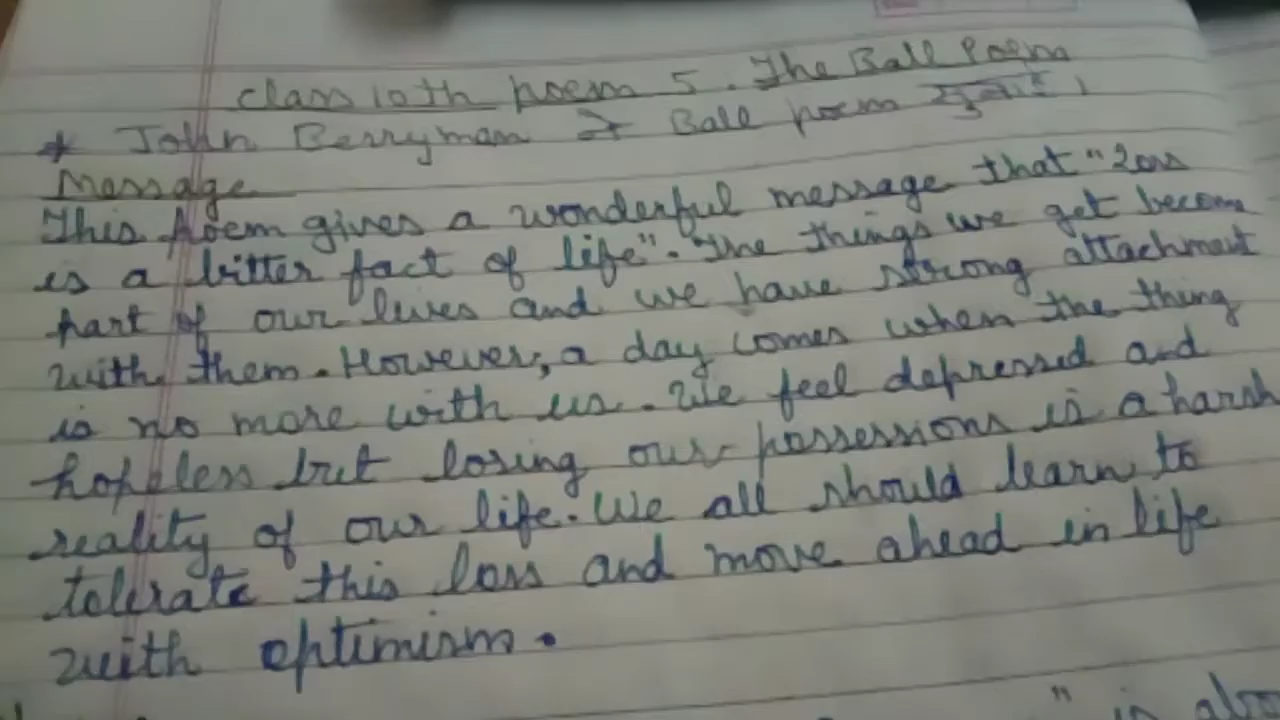 class 10th poem 5. The Ball Poem
* John Berryman ने Ball poem सुनाई।
Message
This Poem gives a wonderful message that "Loss
is a bitter fact of life". The things we get become
part of our lives and we have strong attachment
with them. However, a day comes when the thing
is no more with us. We feel depressed and
hopeless but losing our possessions is a harsh
reality of our life. We all should learn to
tolerate this loss and move ahead in life
with optimism.
" is